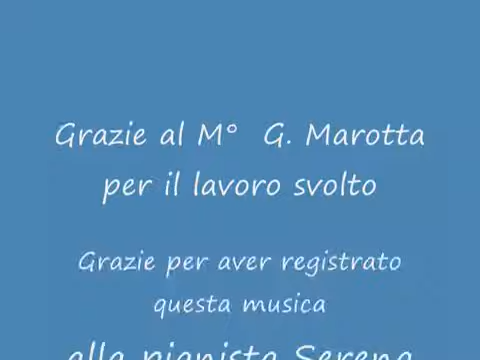 Grazie al M° G. Marotta
per il lavoro svolto
Grazie per aver registrato
questa musica
alla pianista Serena